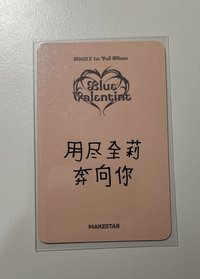 NMIXX 1st Full Album
Blue
Valentine
用尽全莉
奔向你
MAKESTAR